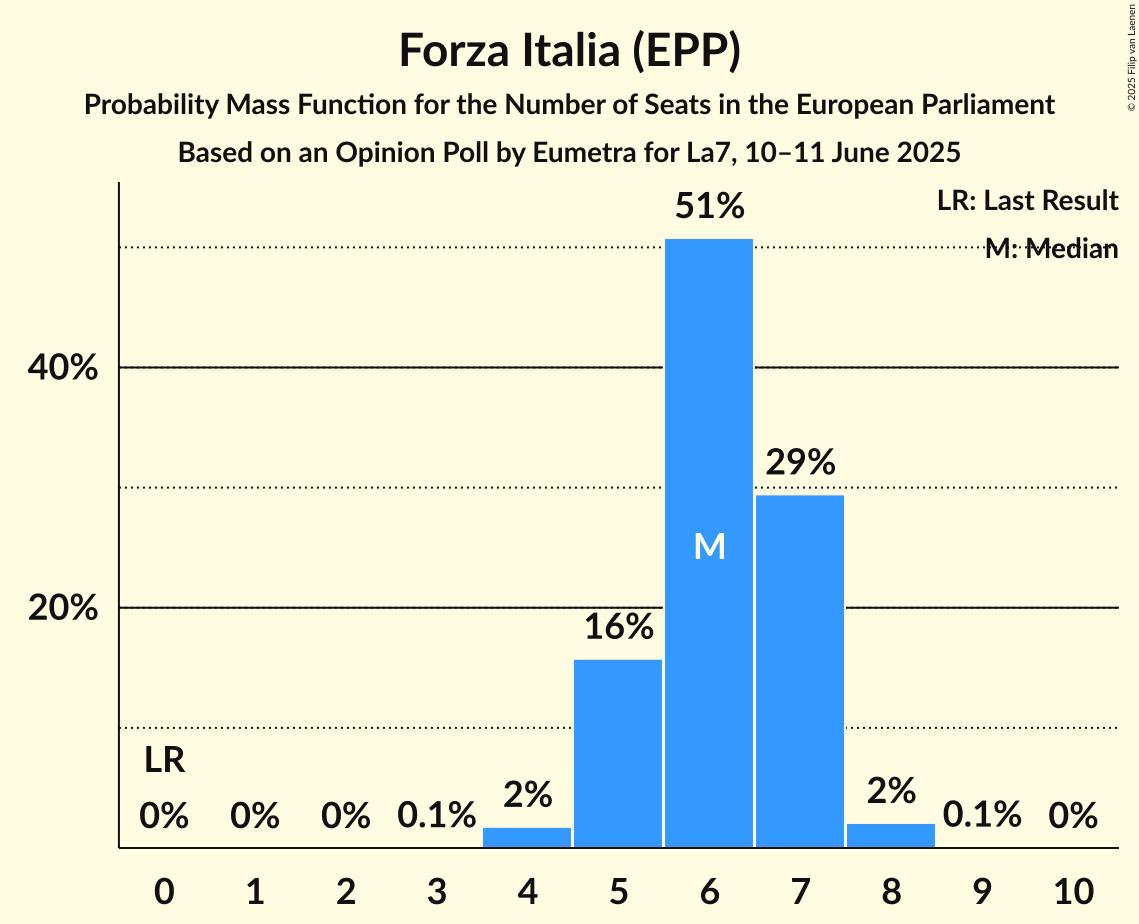 Forza Italia (EPP)
Probability Mass Function for the Number of Seats in the European Parliament
Based on an Opinion Poll by Eumetra for La7, 10–11 June 2025
© 2025 Filip van Laenen
LR: Last Result
M: Median
51%
40%
29%
M
20%
16%
LR
0% 0% 0% 0.1% 2% 2% 0.1% 0%
0 1 2 3 4 5 6 7 8 9 10